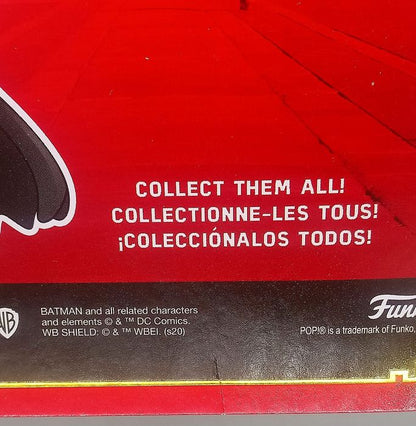 COLLECT THEM ALL!
COLLECTIONNE-LES TOUS!
¡COLECCIÓNALOS TODOS!
BATMAN and all related characters
and elements © & ™ DC Comics.
WB SHIELD: © & ™ WBEI. (s20)
WB
POP!® is a trademark of Funko,